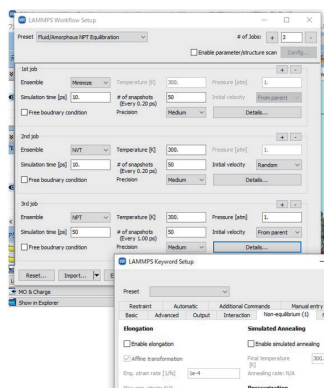 LAMMPS Workflow Setup
Preset Fluid/Amorphous NPT Equilibration # of Jobs: + 3 -
Enable parameter/structure scan Config...
1st job + -
Ensemble Minimize Temperature [K] 300. Pressure [atm] 1.
Simulation time [ps] 10. # of snapshots 50 Initial velocity From parent
(Every 0.20 ps)
Free boudnary condition Precision Medium Details...
2nd job + -
Ensemble NVT Temperature [K] 300. Pressure [atm] 1.
Simulation time [ps] 10. # of snapshots 50 Initial velocity Random
(Every 0.20 ps)
Free boudnary condition Precision Medium Details...
3rd job + -
Ensemble NPT Temperature [K] 300. Pressure [atm] 1.
Simulation time [ps] 50 # of snapshots 50 Initial velocity From parent
(Every 1.00 ps)
Free boudnary condition Precision Medium Details...
Reset... Import...
LAMMPS Keyword Setup
MO & Charge
Show in Explorer
Preset
Restraint Automatic Additional Commands Manual entry
Basic Advanced Output Interaction Non-equilibrium (1)
Elongation Simulated Annealing
Enable elongation Enable simulated annealing
Affine transformation Final temperature 300.
[K]
Eng. strain rate [1/fs] 1e-4 Annealing rate: N/A